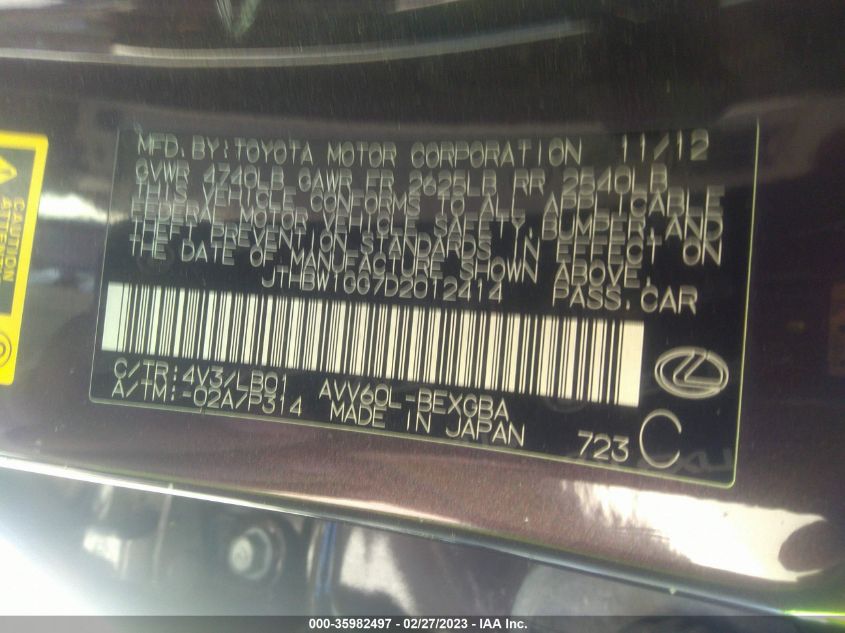 MFD.BY:TOYOTA MOTOR CORPORATION 11/12
GVWR 4740LB GAWR FR 2625LB RR 2540LB
THIS VEHICLE CONFORMS TO ALL APPLICABLE
FEDERAL MOTOR VEHICLE SAFETY,BUMPER,AND
THEFT PREVENTION STANDARDS IN EFFECT ON
THE DATE OF MANUFACTURE SHOWN ABOVE.
JTHBW1GG7D2012414 PASS.CAR
C/TR:4V3/LB01 AVV60L-BEXGBA
A/TM:-02A/P314 MADE IN JAPAN
723 C
CAUTION
000-35982497 - 02/27/2023 - IAA Inc.